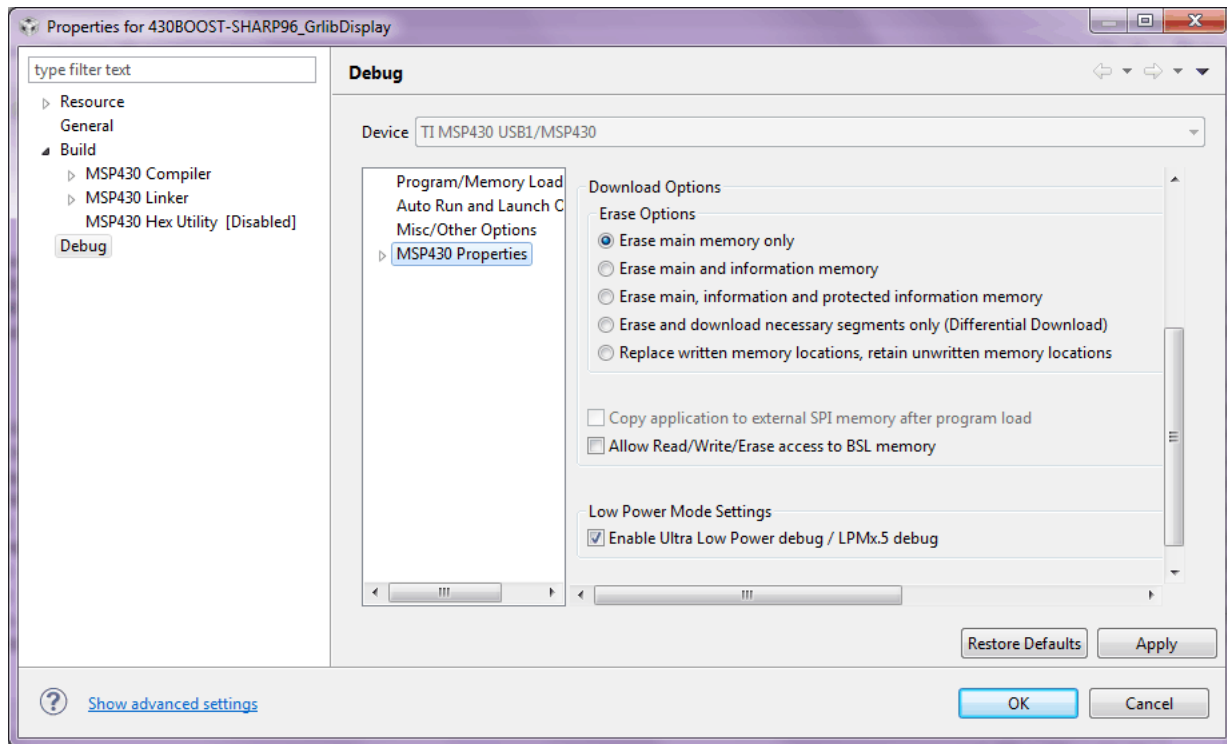 Properties for 430BOOST-SHARP96_GrlibDisplay
type filter text
Resource
General
Build
MSP430 Compiler
MSP430 Linker
MSP430 Hex Utility [Disabled]
Debug
Debug
Device TI MSP430 USB1/MSP430
Program/Memory Load
Auto Run and Launch O
Misc/Other Options
MSP430 Properties
Download Options
Erase Options
Erase main memory only
Erase main and information memory
Erase main, information and protected information memory
Erase and download necessary segments only (Differential Download)
Replace written memory locations, retain unwritten memory locations
Copy application to external SPI memory after program load
Allow Read/Write/Erase access to BSL memory
Low Power Mode Settings
Enable Ultra Low Power debug / LPMx.5 debug
Restore Defaults Apply
? Show advanced settings OK Cancel